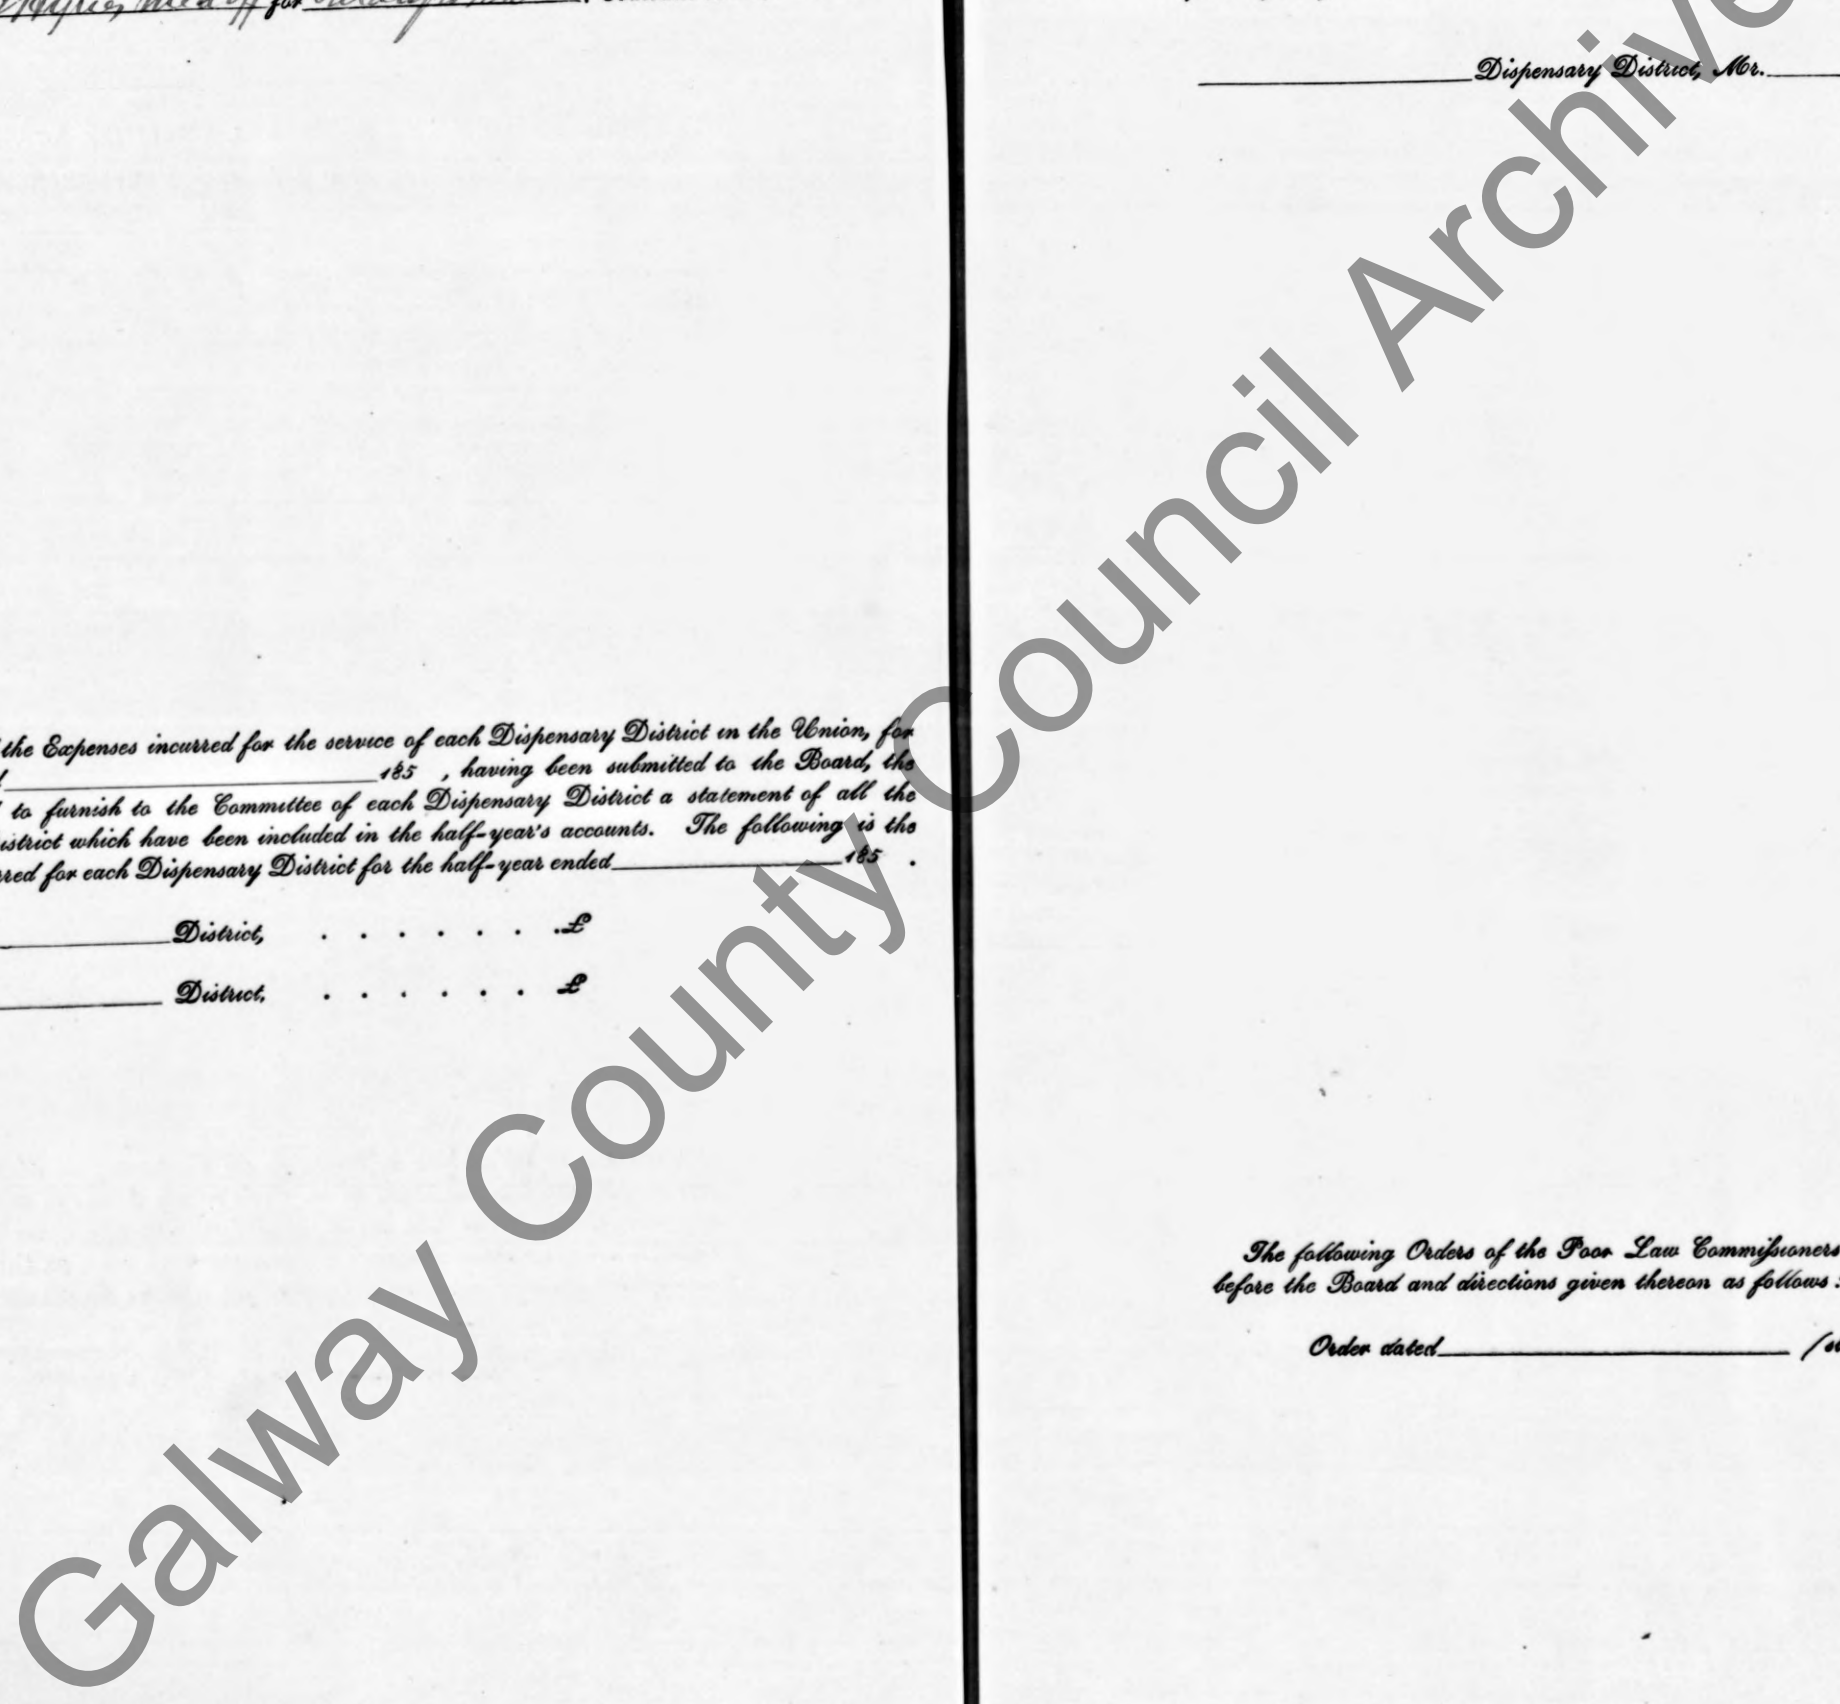 for
the Expenses incurred for the service of each Dispensary District in the Union, for
185 , having been submitted to the Board, the
to furnish to the Committee of each Dispensary District a statement of all the
istrict which have been included in the half-year's accounts. The following is the
rred for each Dispensary District for the half-year ended 185 .
District, . . . . . . . £
District. . . . . . . £
Dispensary District, Mr.
The following Orders of the Poor Law Commissioners
before the Board and directions given thereon as follows :
Order dated
Galway County Council Archive